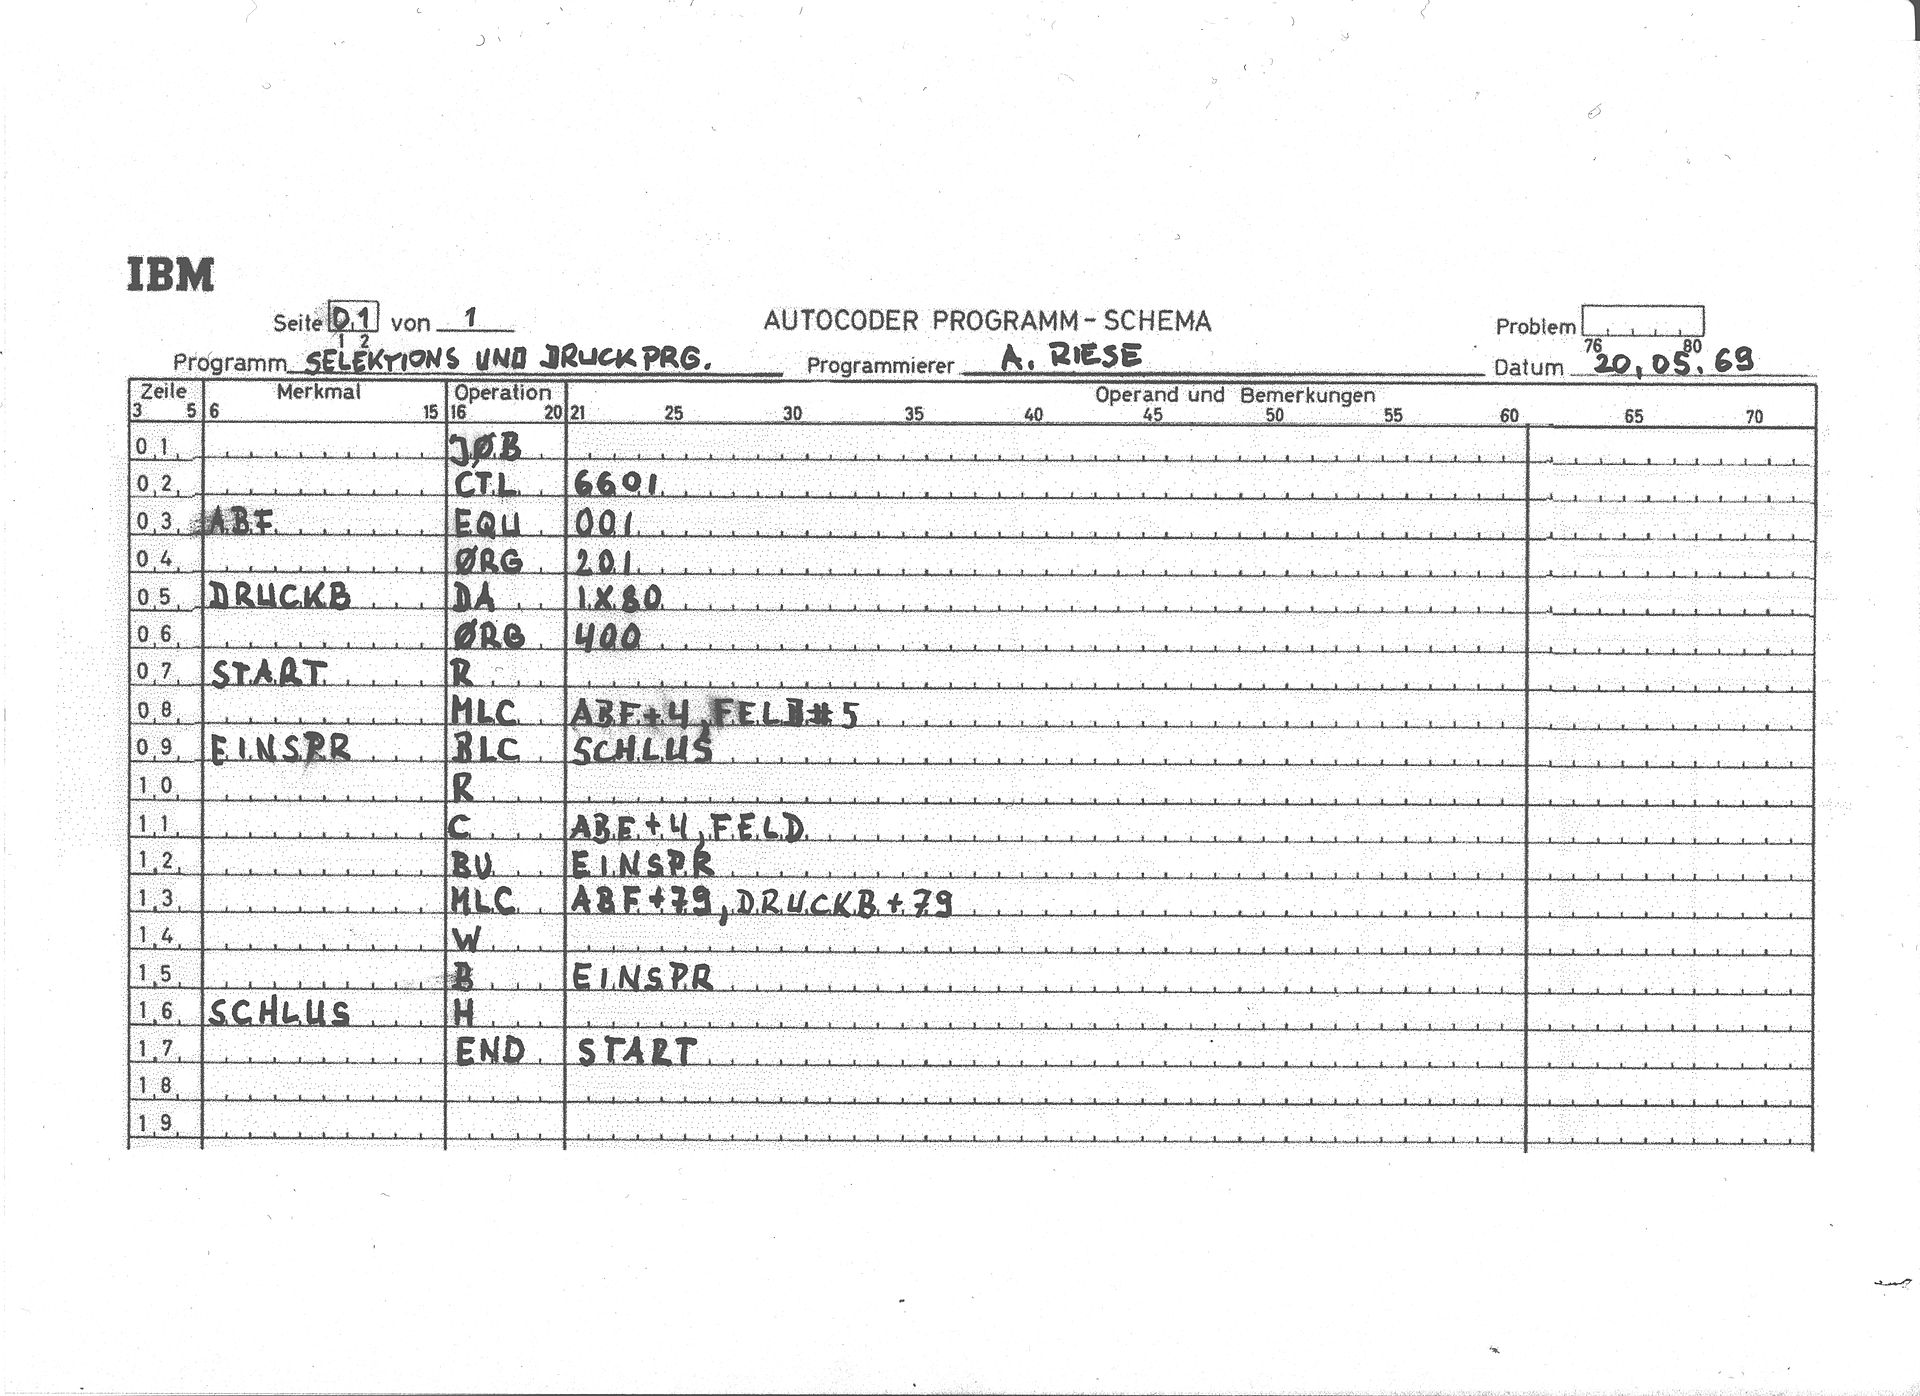 IBM
Seite 01 von 1 AUTOCODER PROGRAMM-SCHEMA Problem
1 2 76 80
Programm SELEKTIONS UND DRUCKPRG. Programmierer A. RIESE Datum 20.05.69
Zeile Merkmal Operation Operand und Bemerkungen
3 5 6 15 16 20 21 25 30 35 40 45 50 55 60 65 70
01 JØB
02 CTL 6601
03 ABF EQU 001
04 ØRG 201
05 DRUCKB DA 1X80
06 ØRG 400
07 START R
08 MLC ABF+4,FELD#5
09 EINSPR BLC SCHLUS
10 R
11 C ABF+4,FELD
12 BU EINSPR
13 MLC ABF+79,DRUCKB+79
14 W
15 B EINSPR
16 SCHLUS H
17 END START
18
19